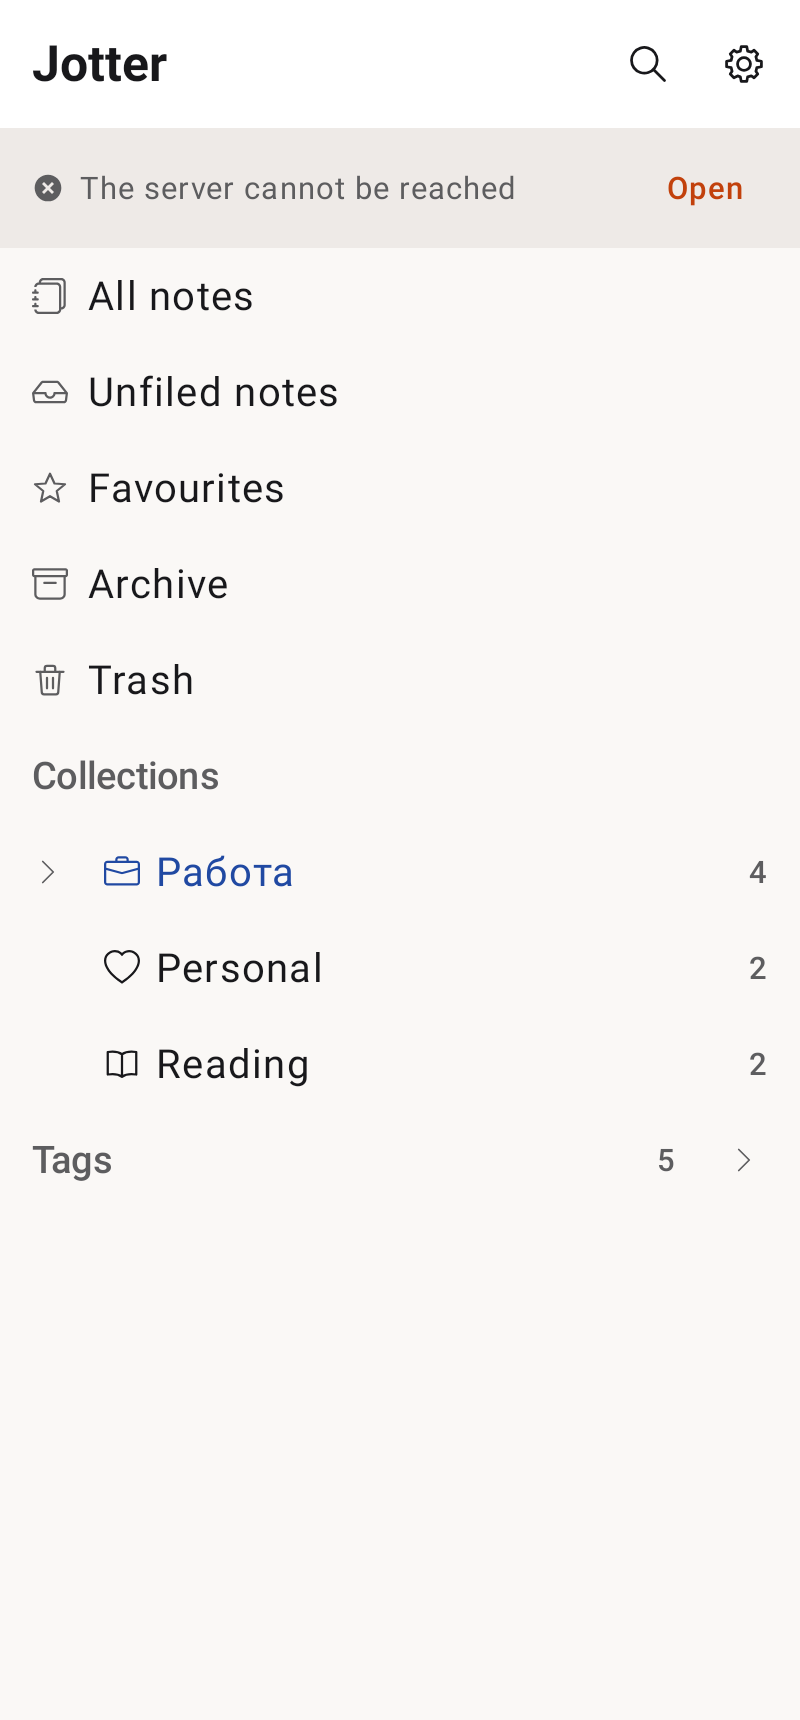 Jotter
The server cannot be reached Open
All notes
Unfiled notes
Favourites
Archive
Trash
Collections
Работа 4
Personal 2
Reading 2
Tags 5